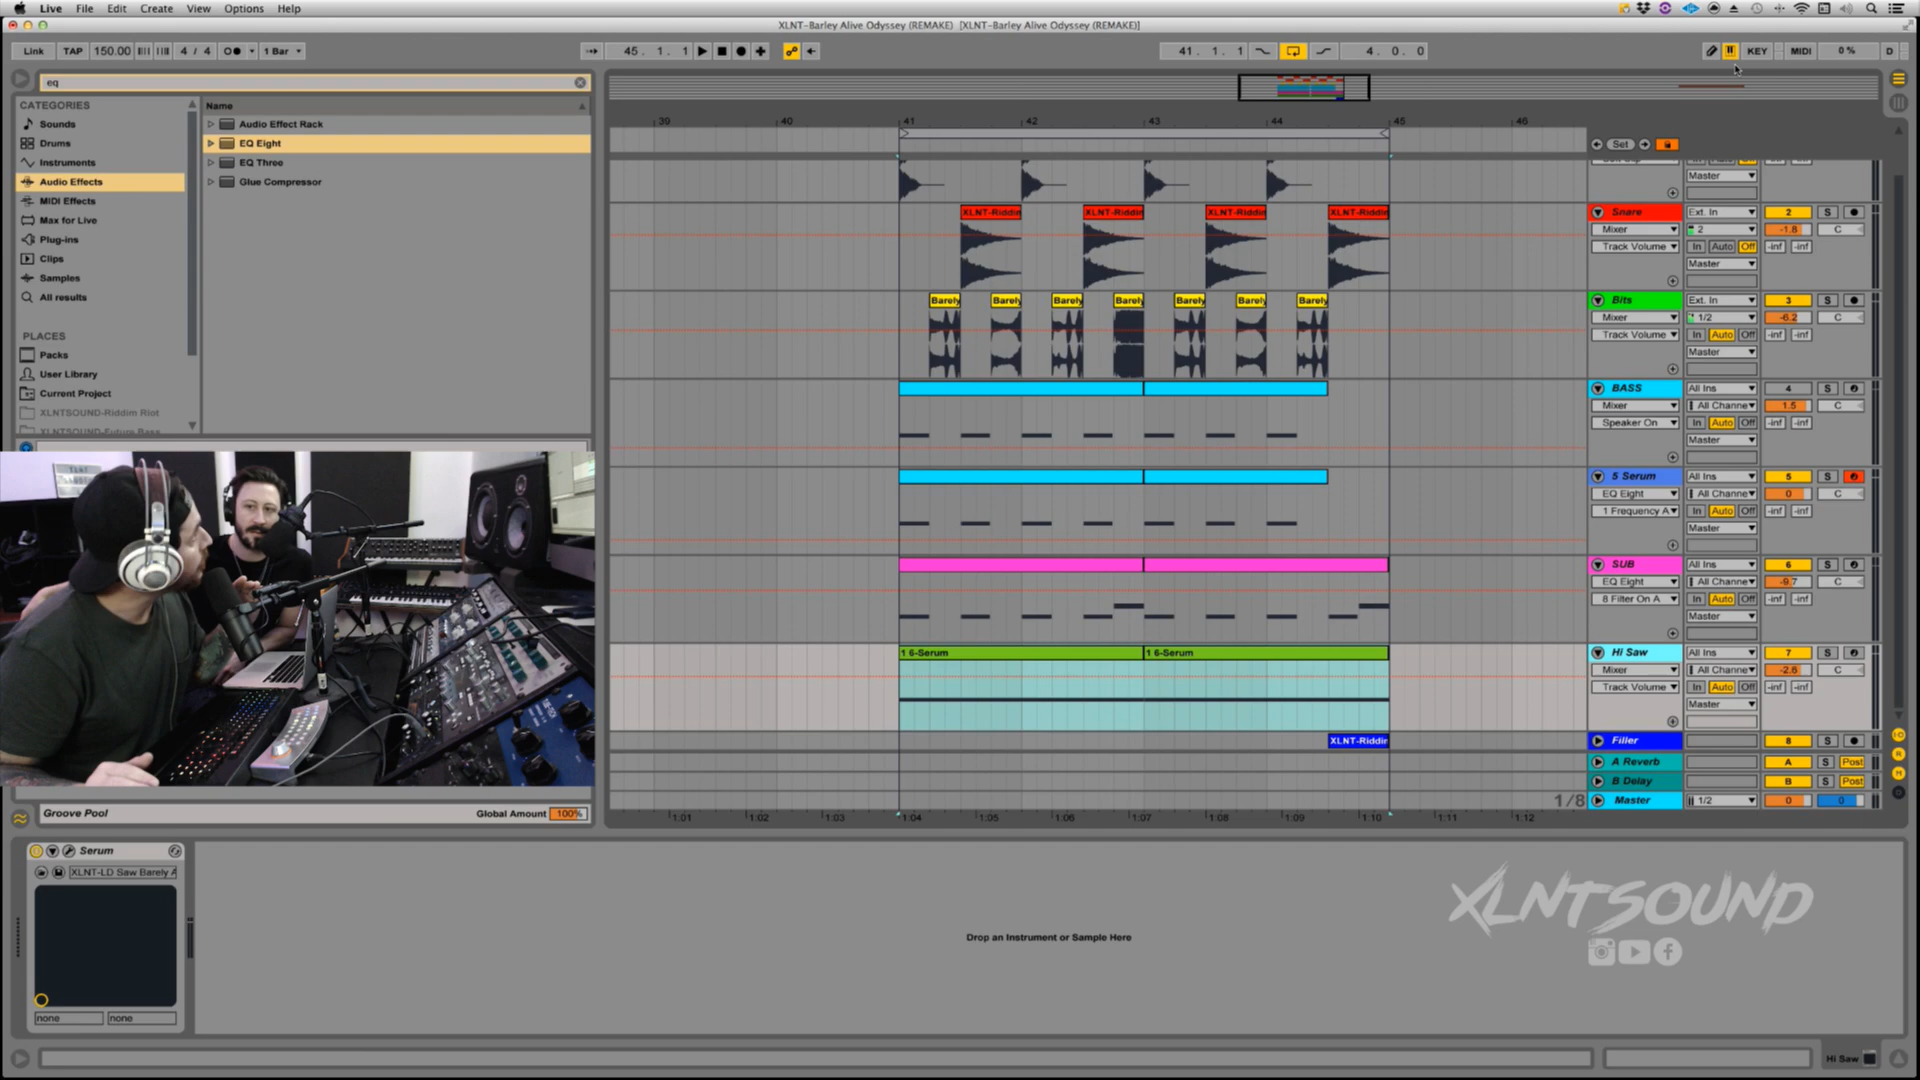 Live File Edit Create View Options Help
XLNT-Barley Alive Odyssey (REMAKE) [XLNT-Barley Alive Odyssey (REMAKE)]
Link TAP 150.00 4 / 4 1 Bar 45. 1. 1 41. 1. 1 4. 0. 0 KEY MIDI 0 % D
eq
CATEGORIES
Sounds
Drums
Instruments
Audio Effects
MIDI Effects
Max for Live
Plug-ins
Clips
Samples
All results
PLACES
Packs
User Library
Current Project
XLNTSOUND-Riddim Riot
XLNTSOUND-Future Bass
Name
Audio Effect Rack
EQ Eight
EQ Three
Glue Compressor
39 40 41 42 43 44 45 46
Set
Master
XLNT-Riddin XLNT-Riddin XLNT-Riddin XLNT-Riddin
Snare Ext. In 2 S
Mixer 2 -1.8 C
Track Volume In Auto Off -inf -inf
Master
Barely Barely Barely Barely Barely Barely Barely
Bits Ext. In 3 S
Mixer 1/2 -6.2 C
Track Volume In Auto Off -inf -inf
Master
BASS All Ins 4 S
Mixer All Channe 1.5 C
Speaker On In Auto Off -inf -inf
Master
5 Serum All Ins 5 S
EQ Eight All Channe 0 C
1 Frequency A In Auto Off -inf -inf
Master
SUB All Ins 6 S
EQ Eight All Channe -9.7 C
8 Filter On A In Auto Off -inf -inf
Master
1 6-Serum 1 6-Serum
Hi Saw All Ins 7 S
Mixer All Channe -2.6 C
Track Volume In Auto Off -inf -inf
Master
XLNT-Riddin
Filler 8 S
A Reverb A S Post
B Delay B S Post
1/8 Master 1/2 0 0
1:01 1:02 1:03 1:04 1:05 1:06 1:07 1:08 1:09 1:10 1:11 1:12
Groove Pool Global Amount 100%
Serum
XLNT-LD Saw Barely A
none none
Drop an Instrument or Sample Here
XLNTSOUND
Hi Saw